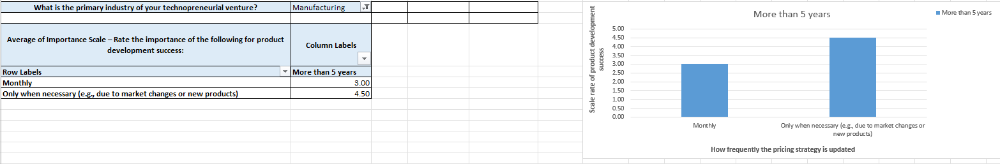 What is the primary industry of your technopreneurial venture? Manufacturing
Average of Importance Scale – Rate the importance of the following for product
development success:
Column Labels
Row Labels More than 5 years
Monthly 3.00
Only when necessary (e.g., due to market changes or new products) 4.50
More than 5 years
More than 5 years
Scale rate of product development
success
5.00
4.50
4.00
3.50
3.00
2.50
2.00
1.50
1.00
0.50
0.00
Monthly
Only when necessary (e.g., due to market changes or
new products)
How frequently the pricing strategy is updated